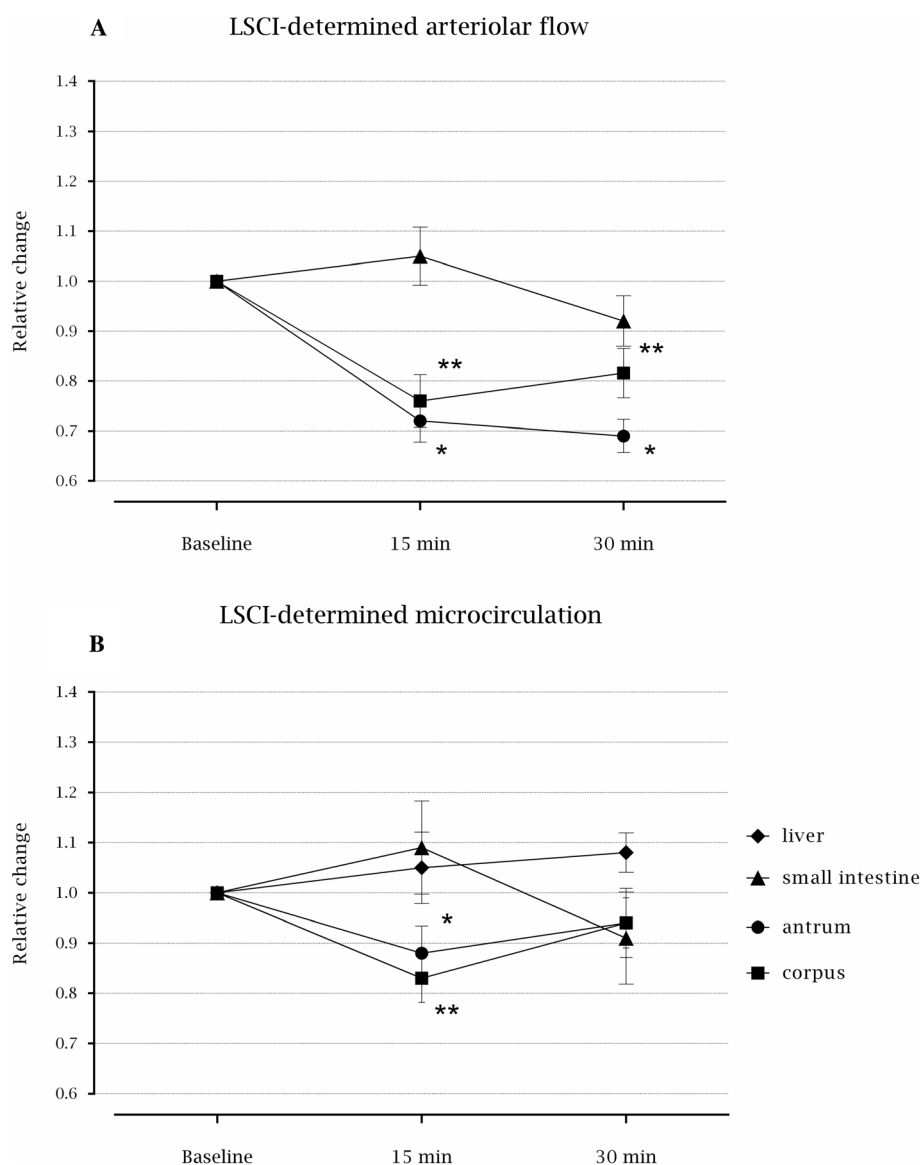 A
LSCI-determined arteriolar flow
1.4
1.3
1.2
1.1
1.0
0.9
0.8
0.7
0.6
Relative change
**
*
**
*
Baseline 15 min 30 min
LSCI-determined microcirculation
B
1.4
1.3
1.2
1.1
1.0
0.9
0.8
0.7
0.6
Relative change
*
**
liver
small intestine
antrum
corpus
Baseline 15 min 30 min